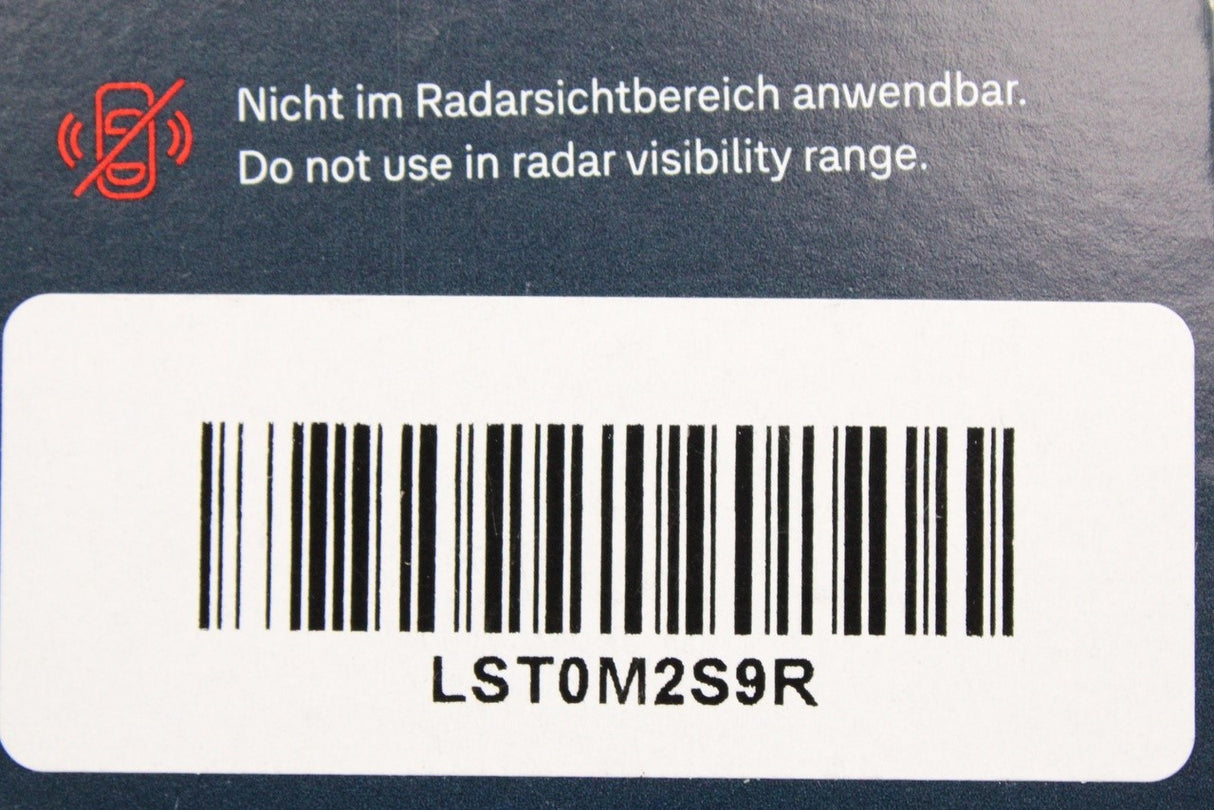 Nicht im Radarsichtbereich anwendbar.
Do not use in radar visibility range.
LST0M2S9R